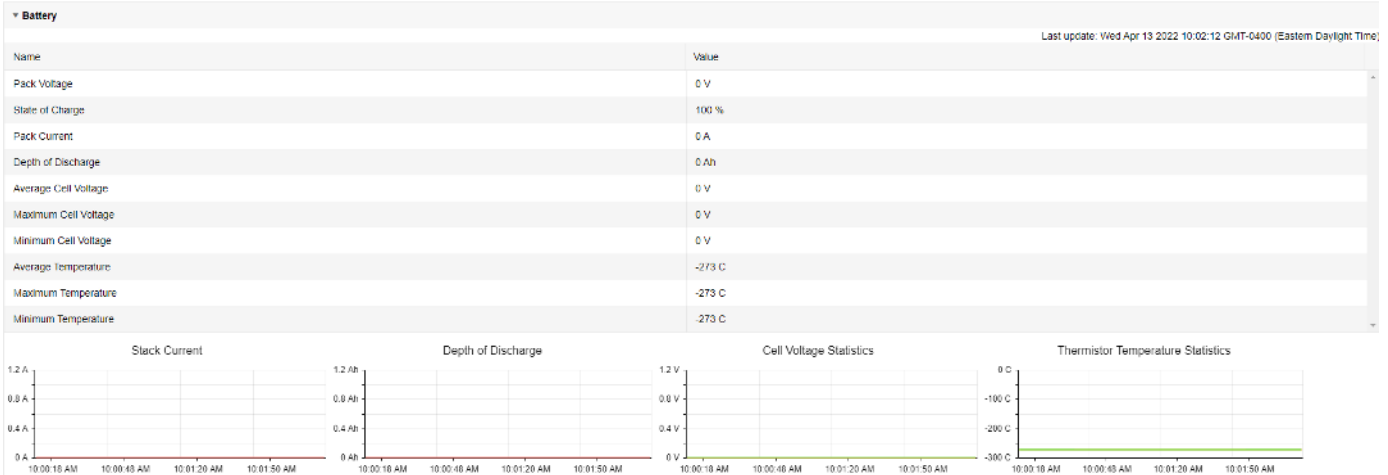 Battery
Last update: Wed Apr 13 2022 10:02:12 GMT-0400 (Eastern Daylight Time)
Name Value
Pack Voltage 0 V
State of Charge 100 %
Pack Current 0 A
Depth of Discharge 0 Ah
Average Cell Voltage 0 V
Maximum Cell Voltage 0 V
Minimum Cell Voltage 0 V
Average Temperature -273 C
Maximum Temperature -273 C
Minimum Temperature -273 C
Stack Current Depth of Discharge Cell Voltage Statistics Thermistor Temperature Statistics
1.2 A 1.2 Ah 1.2 V 0 C
0.8 A 0.8 Ah 0.8 V -100 C
0.4 A 0.4 Ah 0.4 V -200 C
0 A 0 Ah 0 V -300 C
10:00:18 AM 10:00:48 AM 10:01:20 AM 10:01:50 AM 10:00:18 AM 10:00:48 AM 10:01:20 AM 10:01:50 AM 10:00:18 AM 10:00:48 AM 10:01:20 AM 10:01:50 AM 10:00:18 AM 10:00:48 AM 10:01:20 AM 10:01:50 AM